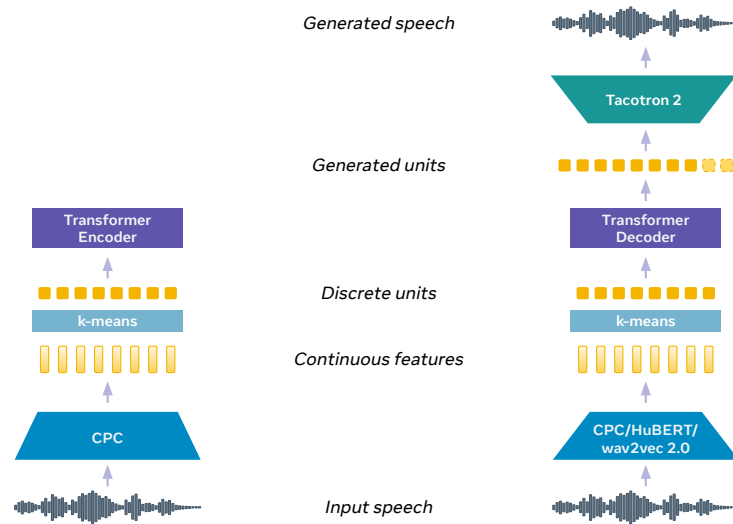 Generated speech
Tacotron 2
Generated units
Transformer
Encoder
Transformer
Decoder
Discrete units
k-means
k-means
Continuous features
CPC
CPC/HuBERT/
wav2vec 2.0
Input speech